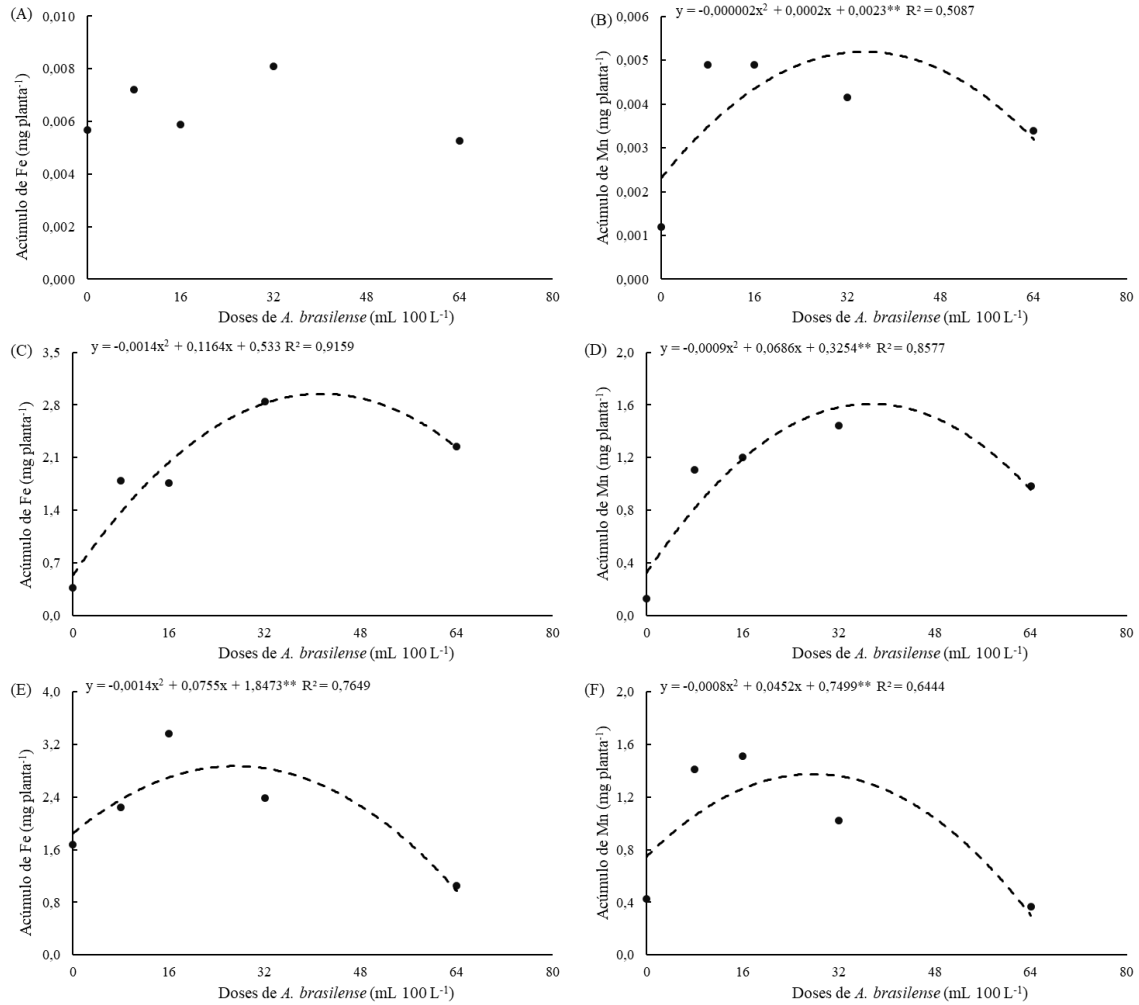 (A)
0,010
0,008
0,006
0,004
0,002
0,000
Acúmulo de Fe (mg planta⁻¹)
0 16 32 48 64 80
Doses de A. brasilense (mL 100 L⁻¹)
(B)
y = -0,000002x² + 0,0002x + 0,0023** R² = 0,5087
0,006
0,005
0,004
0,003
0,002
0,001
0,000
Acúmulo de Mn (mg planta⁻¹)
0 16 32 48 64 80
Doses de A. brasilense (mL 100 L⁻¹)
(C)
y = -0,0014x² + 0,1164x + 0,533 R² = 0,9159
3,5
2,8
2,1
1,4
0,7
0,0
Acúmulo de Fe (mg planta⁻¹)
0 16 32 48 64 80
Doses de A. brasilense (mL 100 L⁻¹)
(D)
y = -0,0009x² + 0,0686x + 0,3254** R² = 0,8577
2,0
1,6
1,2
0,8
0,4
0,0
Acúmulo de Mn (mg planta⁻¹)
0 16 32 48 64 80
Doses de A. brasilense (mL 100 L⁻¹)
(E)
y = -0,0014x² + 0,0755x + 1,8473** R² = 0,7649
4,0
3,2
2,4
1,6
0,8
0,0
Acúmulo de Fe (mg planta⁻¹)
0 16 32 48 64 80
Doses de A. brasilense (mL 100 L⁻¹)
(F)
y = -0,0008x² + 0,0452x + 0,7499** R² = 0,6444
2,0
1,6
1,2
0,8
0,4
0,0
Acúmulo de Mn (mg planta⁻¹)
0 16 32 48 64 80
Doses de A. brasilense (mL 100 L⁻¹)